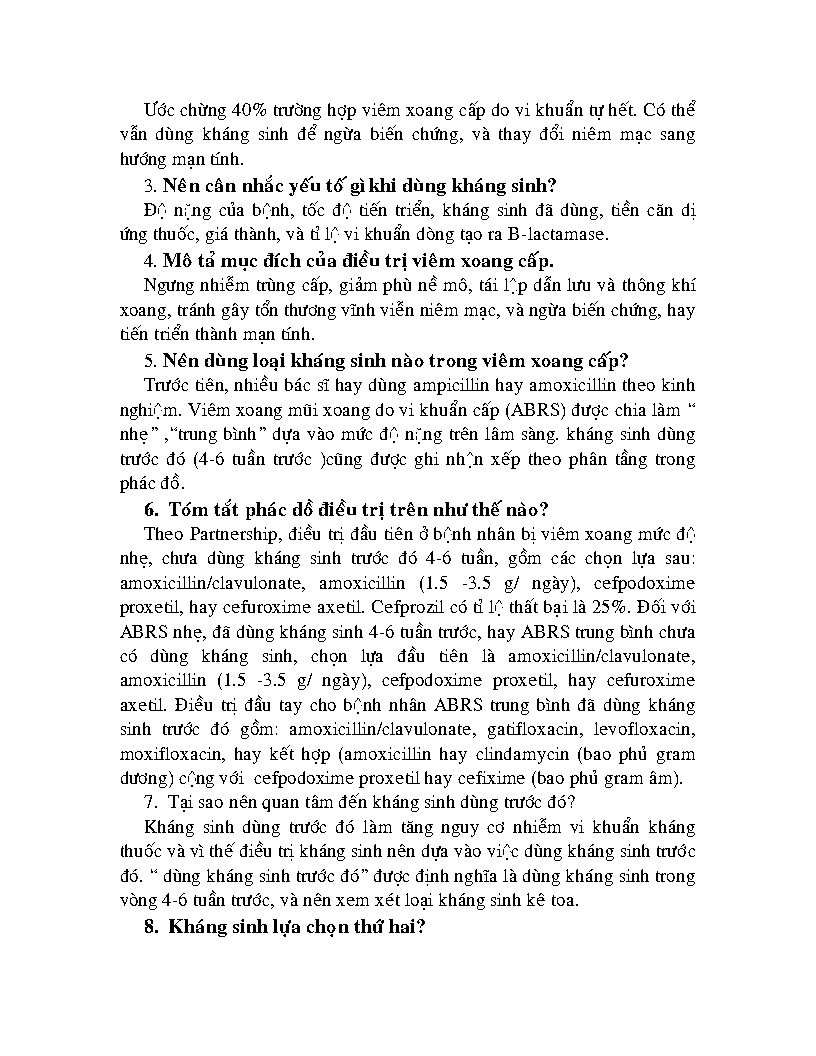 Ước chừng 40% trường hợp viêm xoang cấp do vi khuẩn tự hết. Có thể
vẫn dùng kháng sinh để ngừa biến chứng, và thay đổi niêm mạc sang
hướng mạn tính.
3. Nên cân nhắc yếu tố gì khi dùng kháng sinh?
Độ nặng của bệnh, tốc độ tiến triển, kháng sinh đã dùng, tiền căn dị
ứng thuốc, giá thành, và tỉ lệ vi khuẩn dòng tạo ra B-lactamase.
4. Mô tả mục đích của điều trị viêm xoang cấp.
Ngưng nhiễm trùng cấp, giảm phù nề mô, tái lập dẫn lưu và thông khí
xoang, tránh gây tổn thương vĩnh viễn niêm mạc, và ngừa biến chứng, hay
tiến triển thành mạn tính.
5. Nên dùng loại kháng sinh nào trong viêm xoang cấp?
Trước tiên, nhiều bác sĩ hay dùng ampicillin hay amoxicillin theo kinh
nghiệm. Viêm xoang mũi xoang do vi khuẩn cấp (ABRS) được chia làm “
nhẹ” ,“trung bình” dựa vào mức độ nặng trên lâm sàng. kháng sinh dùng
trước đó (4-6 tuần trước )cũng được ghi nhận xếp theo phân tầng trong
phác đồ.
6. Tóm tắt phác dồ điều trị trên như thế nào?
Theo Partnership, điều trị đầu tiên ở bệnh nhân bị viêm xoang mức độ
nhẹ, chưa dùng kháng sinh trước đó 4-6 tuần, gồm các chọn lựa sau:
amoxicillin/clavulonate, amoxicillin (1.5 -3.5 g/ ngày), cefpodoxime
proxetil, hay cefuroxime axetil. Cefprozil có tỉ lệ thất bại là 25%. Đối với
ABRS nhẹ, đã dùng kháng sinh 4-6 tuần trước, hay ABRS trung bình chưa
có dùng kháng sinh, chọn lựa đầu tiên là amoxicillin/clavulonate,
amoxicillin (1.5 -3.5 g/ ngày), cefpodoxime proxetil, hay cefuroxime
axetil. Điều trị đầu tay cho bệnh nhân ABRS trung bình đã dùng kháng
sinh trước đó gồm: amoxicillin/clavulonate, gatifloxacin, levofloxacin,
moxifloxacin, hay kết hợp (amoxicillin hay clindamycin (bao phủ gram
dương) cộng với cefpodoxime proxetil hay cefixime (bao phủ gram âm).
7. Tại sao nên quan tâm đến kháng sinh dùng trước đó?
Kháng sinh dùng trước đó làm tăng nguy cơ nhiễm vi khuẩn kháng
thuốc và vì thế điều trị kháng sinh nên dựa vào việc dùng kháng sinh trước
đó. “ dùng kháng sinh trước đó” được định nghĩa là dùng kháng sinh trong
vòng 4-6 tuần trước, và nên xem xét loại kháng sinh kê toa.
8. Kháng sinh lựa chọn thứ hai?